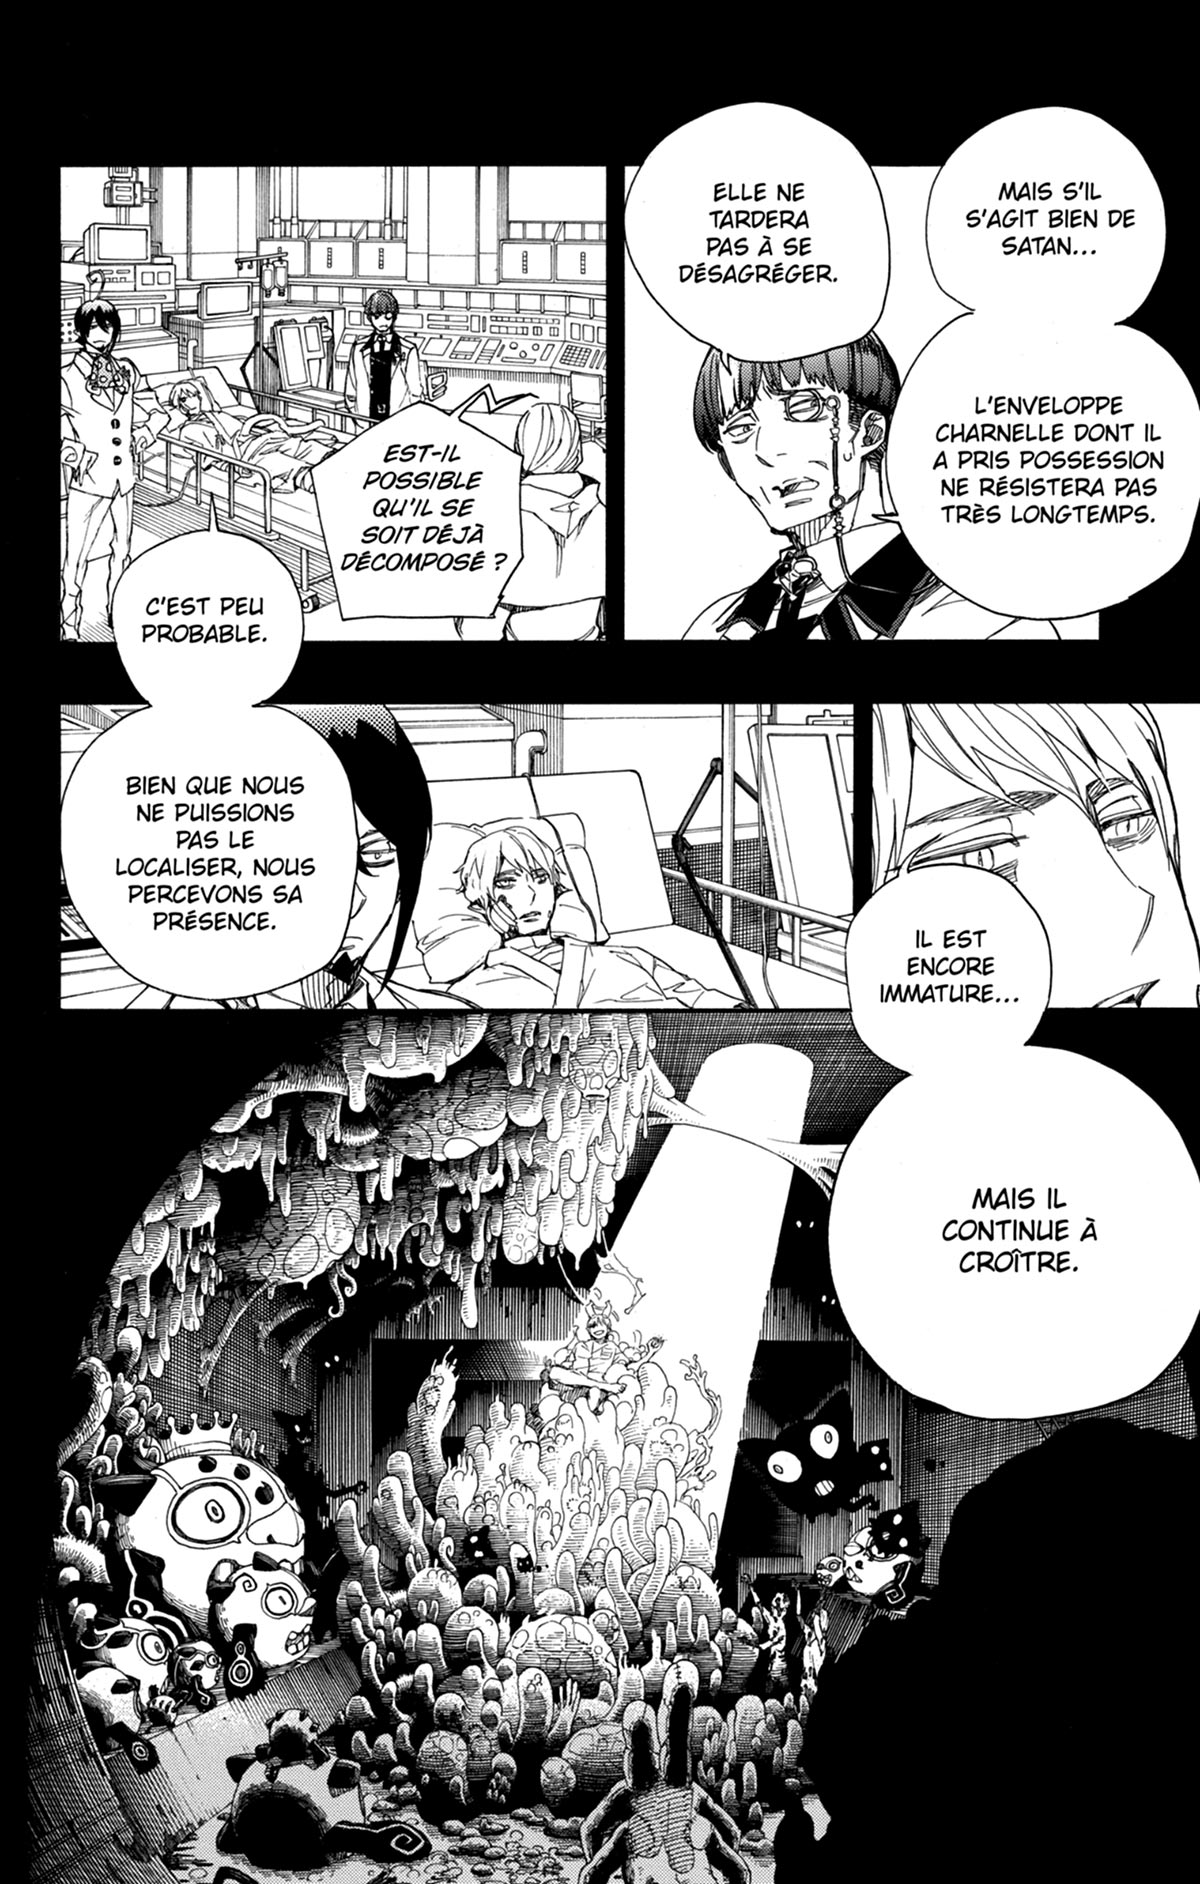 MAIS S'IL
S'AGIT BIEN DE
SATAN...
L'ENVELOPPE
CHARNELLE DONT IL
A PRIS POSSESSION
NE RÉSISTERA PAS
TRÈS LONGTEMPS.
ELLE NE
TARDERA
PAS À SE
DÉSAGRÉGER.
EST-IL
POSSIBLE
QU'IL SE
SOIT DÉJÀ
DÉCOMPOSÉ ?
C'EST PEU
PROBABLE.
BIEN QUE NOUS
NE PUISSIONS
PAS LE
LOCALISER, NOUS
PERCEVONS SA
PRÉSENCE.
IL EST
ENCORE
IMMATURE...
MAIS IL
CONTINUE À
CROÎTRE.